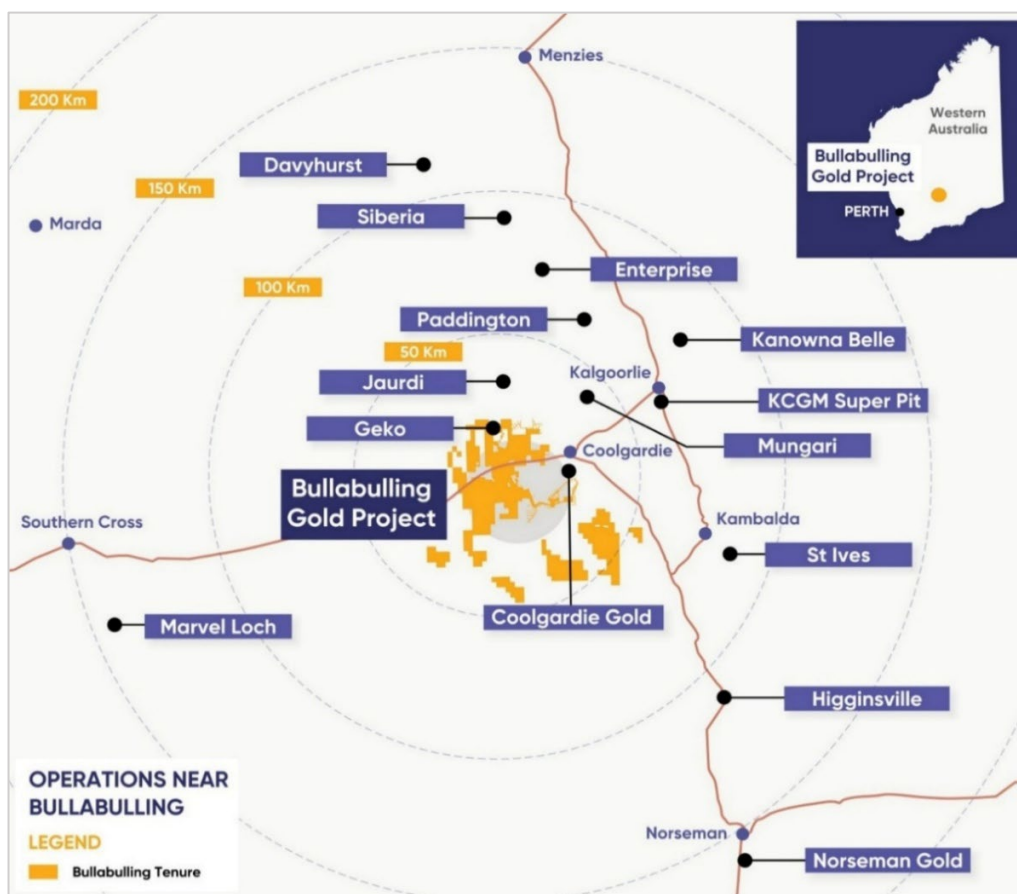 Menzies
200 Km
Western
Australia
Davyhurst
Bullabulling
Gold Project
150 Km
PERTH
Siberia
Marda
Enterprise
100 Km
Paddington
Kanowna Belle
50 Km
Kalgoorlie
Jaurdi
KCGM Super Pit
Geko
Mungari
Coolgardie
Bullabulling
Gold Project
Southern Cross
Kambalda
St Ives
Coolgardie Gold
Marvel Loch
Higginsville
OPERATIONS NEAR
BULLABULLING
LEGEND
Bullabulling Tenure
Norseman
Norseman Gold